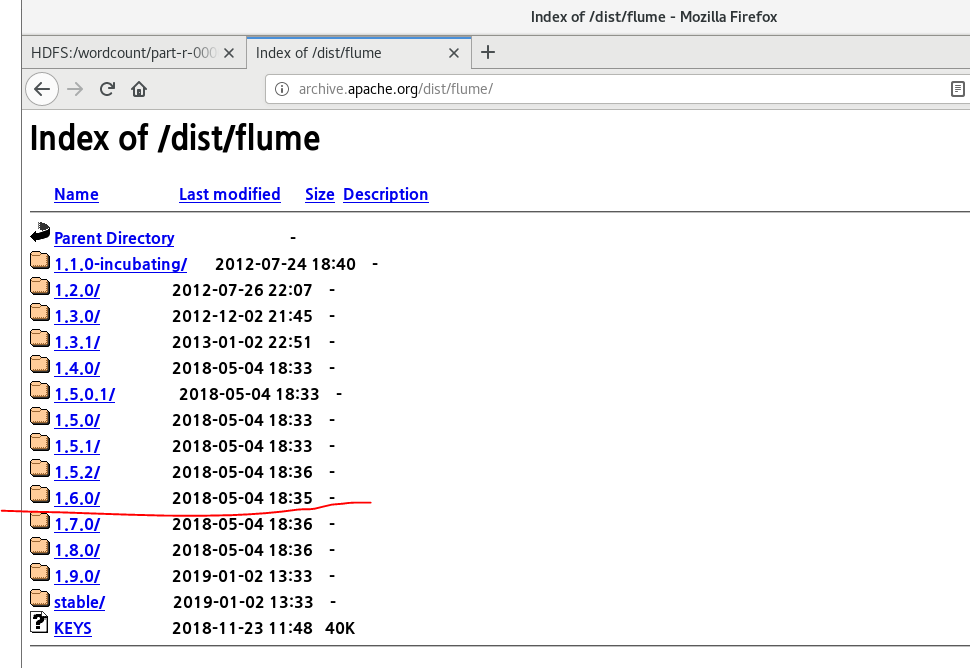 Index of /dist/flume - Mozilla Firefox
HDFS:/wordcount/part-r-000 Index of /dist/flume
archive.apache.org/dist/flume/
Index of /dist/flume
Name Last modified Size Description
Parent Directory -
1.1.0-incubating/ 2012-07-24 18:40 -
1.2.0/ 2012-07-26 22:07 -
1.3.0/ 2012-12-02 21:45 -
1.3.1/ 2013-01-02 22:51 -
1.4.0/ 2018-05-04 18:33 -
1.5.0.1/ 2018-05-04 18:33 -
1.5.0/ 2018-05-04 18:33 -
1.5.1/ 2018-05-04 18:33 -
1.5.2/ 2018-05-04 18:36 -
1.6.0/ 2018-05-04 18:35 -
1.7.0/ 2018-05-04 18:36 -
1.8.0/ 2018-05-04 18:36 -
1.9.0/ 2019-01-02 13:33 -
stable/ 2019-01-02 13:33 -
KEYS 2018-11-23 11:48 40K